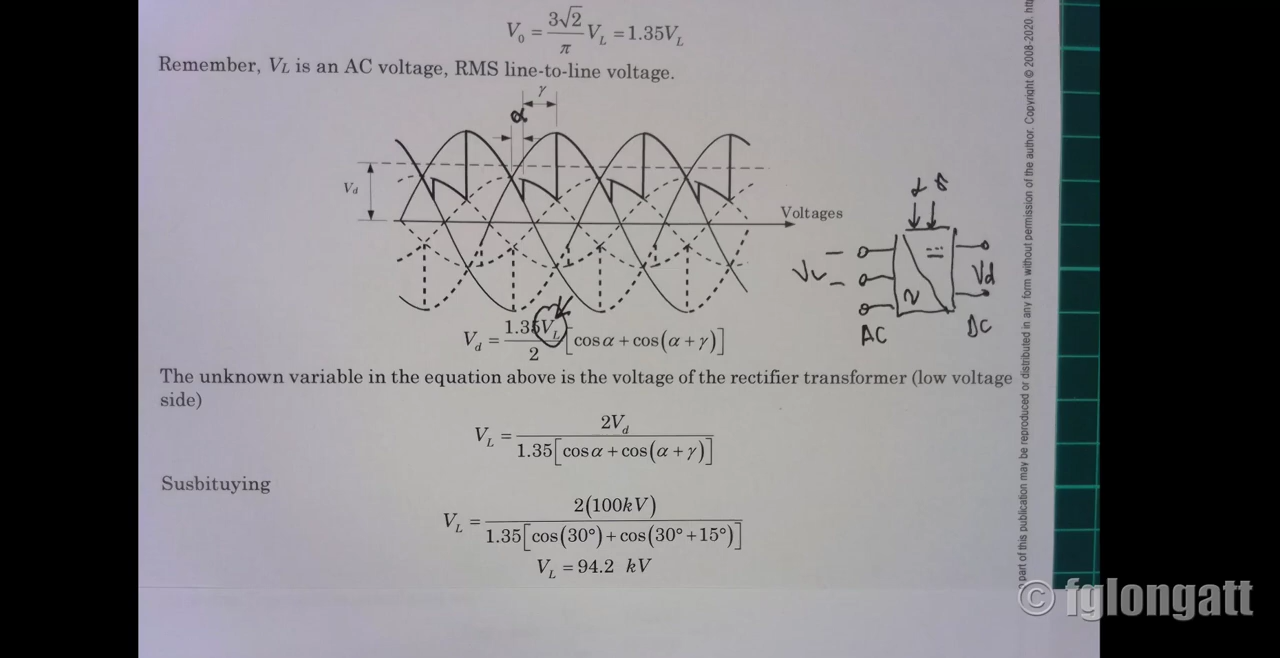 V₀ = 3√2/π V_L = 1.35V_L
Remember, V_L is an AC voltage, RMS line-to-line voltage.
γ
α
V_d
Voltages
α γ
V_L
V_d
AC
DC
V_d = 1.35V_L/2 [cos α + cos(α + γ)]
The unknown variable in the equation above is the voltage of the rectifier transformer (low voltage
side)
V_L = 2V_d/1.35[cos α + cos(α + γ)]
Susbituying
V_L = 2(100kV)/1.35[cos(30°) + cos(30° + 15°)]
V_L = 94.2 kV
part of this publication may be reproduced or distributed in any form without permission of the author. Copyright © 2008-2020.
© fglongatt